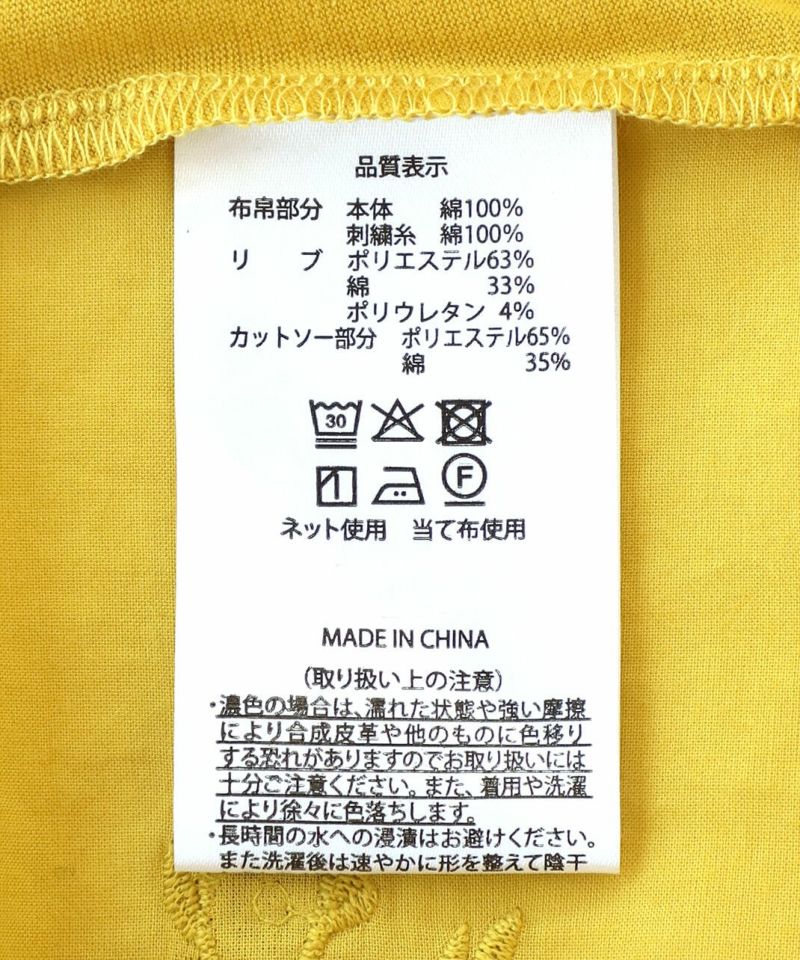 品質表示
布帛部分 本体 綿100%
刺繍糸 綿100%
リブ ポリエステル63%
綿 33%
ポリウレタン 4%
カットソー部分 ポリエステル65%
綿 35%
30
F
ネット使用 当て布使用
MADE IN CHINA
(取り扱い上の注意)
・濃色の場合は、濡れた状態や強い摩擦
により合成皮革や他のものに色移り
する恐れがありますのでお取り扱いには
十分ご注意ください。また、着用や洗濯
により徐々に色落ちします。
・長時間の水への浸漬はお避けください。
また洗濯後は速やかに形を整えて陰干